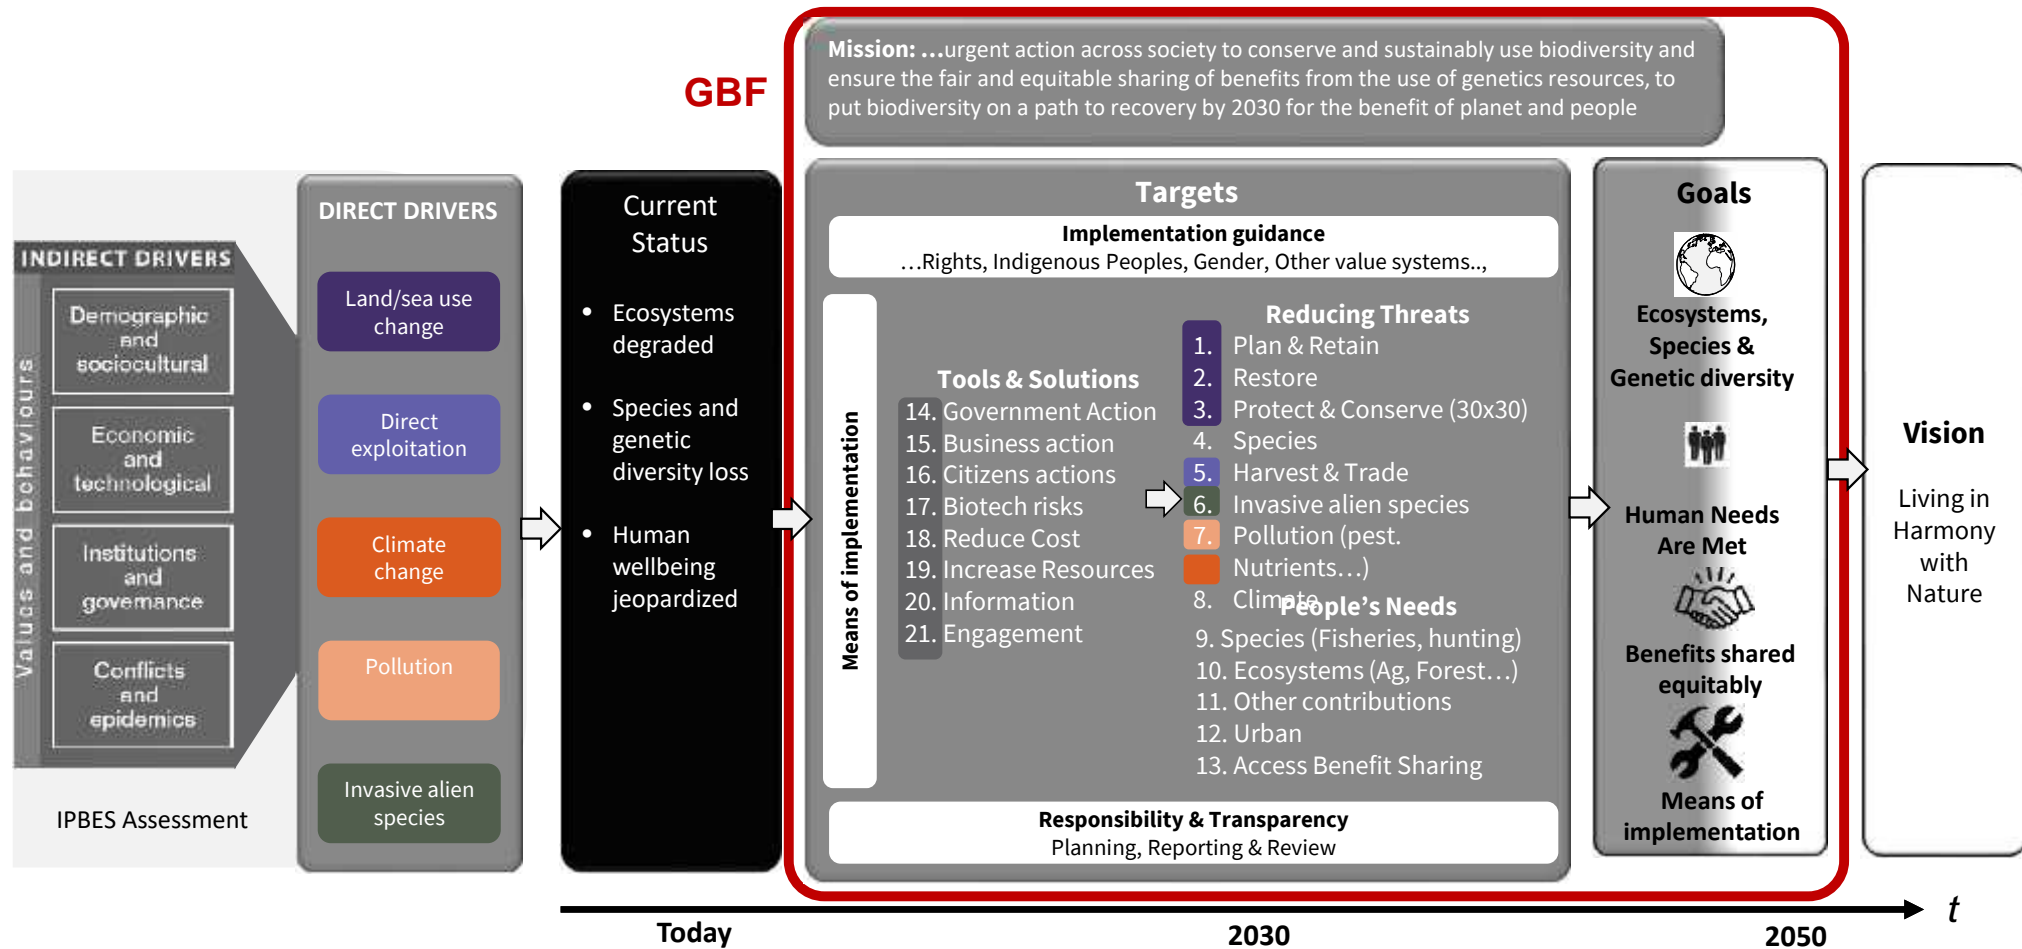 GBF
Mission: ...urgent action across society to conserve and sustainably use biodiversity and
ensure the fair and equitable sharing of benefits from the use of genetics resources, to
put biodiversity on a path to recovery by 2030 for the benefit of planet and people
INDIRECT DRIVERS
Values and behaviours
Demographic
and
sociocultural
Economic
and
technological
Institutions
and
governance
Conflicts
and
epidemics
IPBES Assessment
DIRECT DRIVERS
Land/sea use
change
Direct
exploitation
Climate
change
Pollution
Invasive alien
species
Current
Status
• Ecosystems
degraded
• Species and
genetic
diversity loss
• Human
wellbeing
jeopardized
Targets
Implementation guidance
...Rights, Indigenous Peoples, Gender, Other value systems..,
Means of implementation
Tools & Solutions
14. Government Action
15. Business action
16. Citizens actions
17. Biotech risks
18. Reduce Cost
19. Increase Resources
20. Information
21. Engagement
Reducing Threats
1. Plan & Retain
2. Restore
3. Protect & Conserve (30x30)
4. Species
5. Harvest & Trade
6. Invasive alien species
7. Pollution (pest.
Nutrients...)
8. Climate
People's Needs
9. Species (Fisheries, hunting)
10. Ecosystems (Ag, Forest...)
11. Other contributions
12. Urban
13. Access Benefit Sharing
Responsibility & Transparency
Planning, Reporting & Review
Goals
Ecosystems,
Species &
Genetic diversity
Human Needs
Are Met
Benefits shared
equitably
Means of
implementation
Vision
Living in
Harmony
with
Nature
t
Today
2030
2050